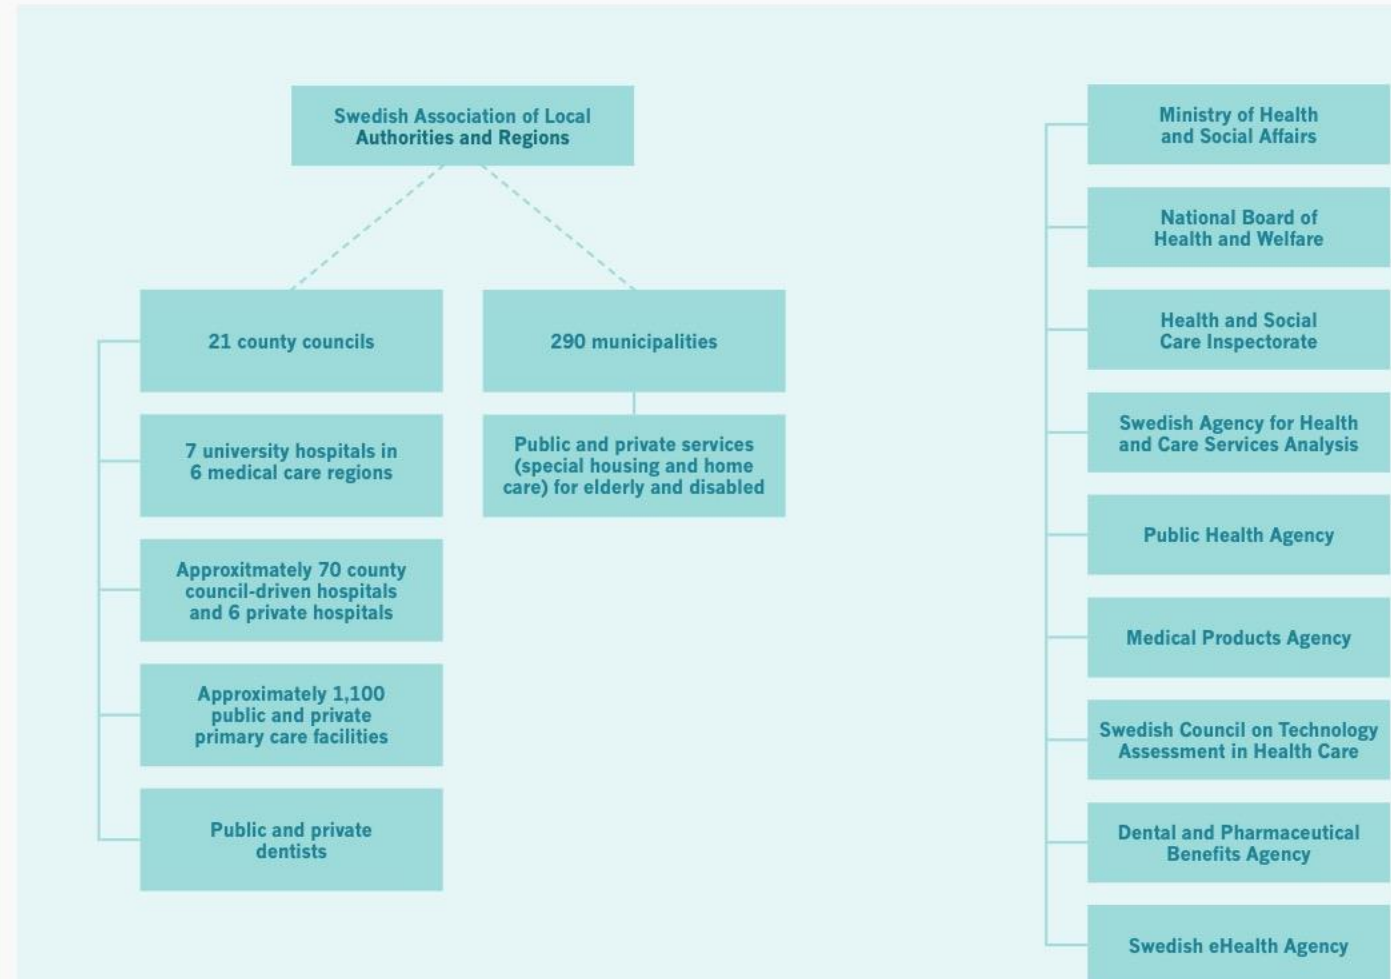 Swedish Association of Local
Authorities and Regions
21 county councils
290 municipalities
7 university hospitals in
6 medical care regions
Public and private services
(special housing and home
care) for elderly and disabled
Approxitmately 70 county
council-driven hospitals
and 6 private hospitals
Approximately 1,100
public and private
primary care facilities
Public and private
dentists
Ministry of Health
and Social Affairs
National Board of
Health and Welfare
Health and Social
Care Inspectorate
Swedish Agency for Health
and Care Services Analysis
Public Health Agency
Medical Products Agency
Swedish Council on Technology
Assessment in Health Care
Dental and Pharmaceutical
Benefits Agency
Swedish eHealth Agency